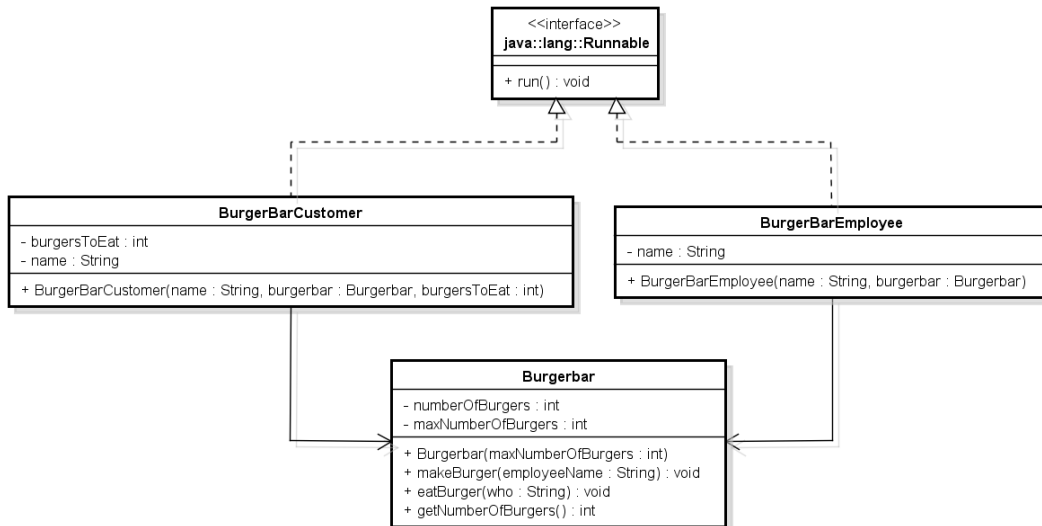 <<interface>>
java::lang::Runnable
+ run() : void
BurgerBarCustomer
- burgersToEat : int
- name : String
+ BurgerBarCustomer(name : String, burgerbar : Burgerbar, burgersToEat : int)
BurgerBarEmployee
- name : String
+ BurgerBarEmployee(name : String, burgerbar : Burgerbar)
Burgerbar
- numberOfBurgers : int
- maxNumberOfBurgers : int
+ Burgerbar(maxNumberOfBurgers : int)
+ makeBurger(employeeName : String) : void
+ eatBurger(who : String) : void
+ getNumberOfBurgers() : int